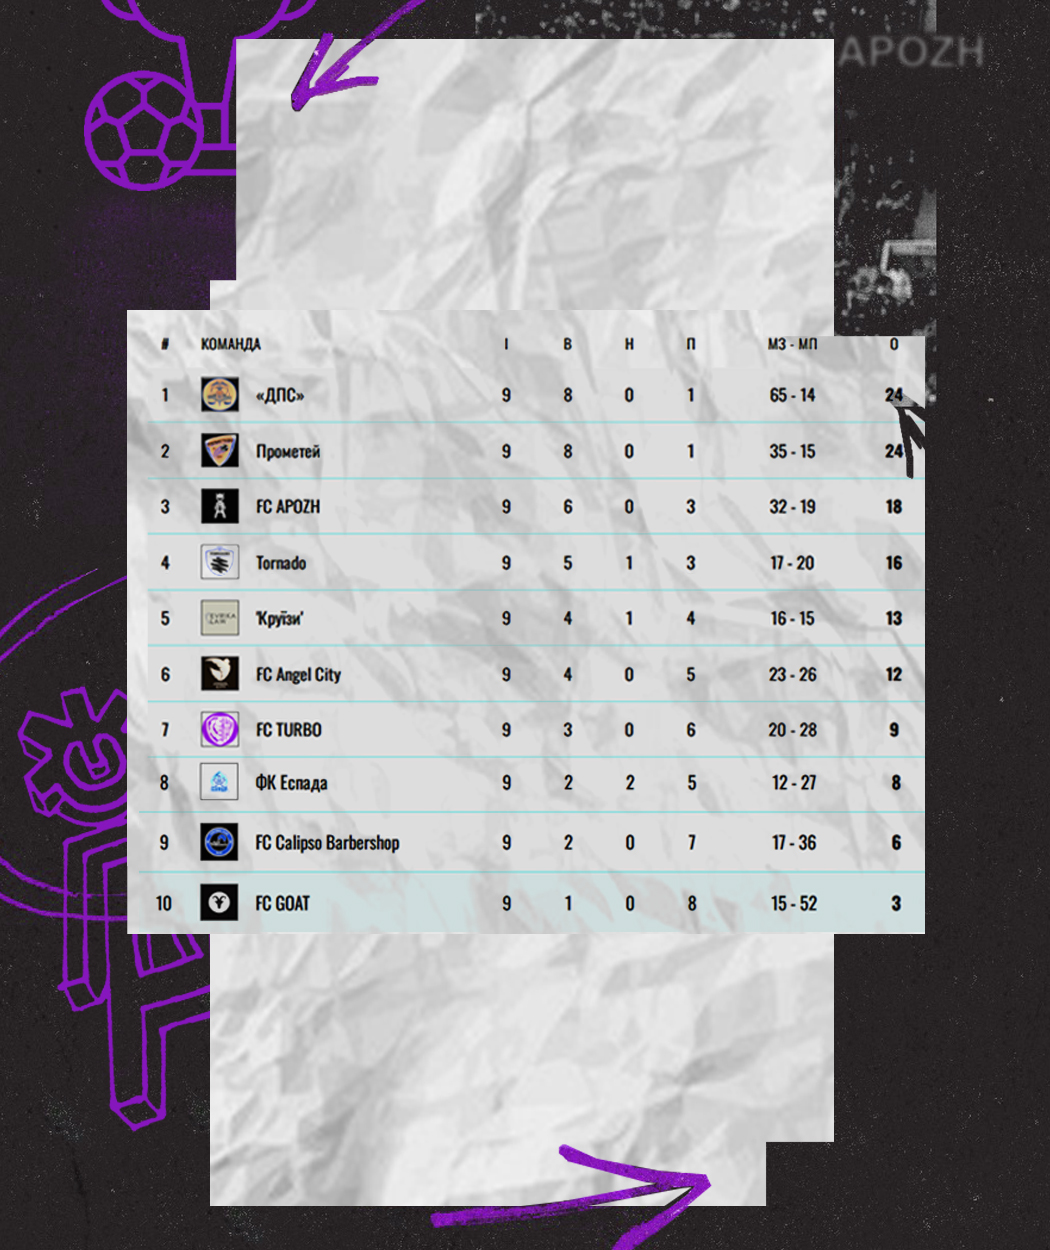 APOZH
# КОМАНДА І В Н П МЗ - МП О
1 «ДПС» 9 8 0 1 65 - 14 24
2 Прометей 9 8 0 1 35 - 15 24
3 FC APOZH 9 6 0 3 32 - 19 18
4 Tornado 9 5 1 3 17 - 20 16
5 'Круїзи' 9 4 1 4 16 - 15 13
6 FC Angel City 9 4 0 5 23 - 26 12
7 FC TURBO 9 3 0 6 20 - 28 9
8 ФК Еспада 9 2 2 5 12 - 27 8
9 FC Calipso Barbershop 9 2 0 7 17 - 36 6
10 FC GOAT 9 1 0 8 15 - 52 3